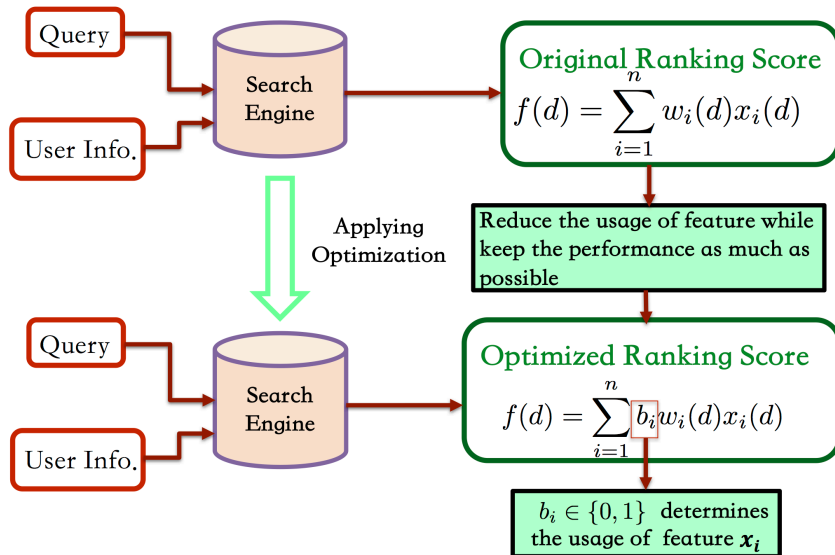 Query
User Info.
Search
Engine
Original Ranking Score
f(d) = \sum_{i=1}^{n} w_i(d)x_i(d)
Applying
Optimization
Reduce the usage of feature while
keep the performance as much as
possible
Query
User Info.
Search
Engine
Optimized Ranking Score
f(d) = \sum_{i=1}^{n} b_i w_i(d)x_i(d)
b_i ∈ {0, 1} determines
the usage of feature x_i